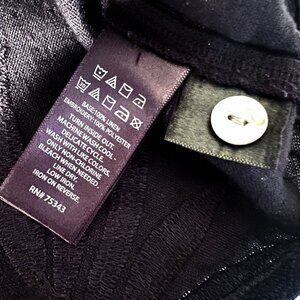 BASE:100% LINEN
EMBROIDERY:100% POLYESTER
TURN INSIDE OUT.
MACHINE WASH COOL -
DELICATE CYCLE -
WASH WITH LIKE COLORS.
ONLY NON-CHLORINE
BLEACH WHEN NEEDED.
LINE DRY.
LOW IRON.
IRON ON REVERSE.
RN# 75343